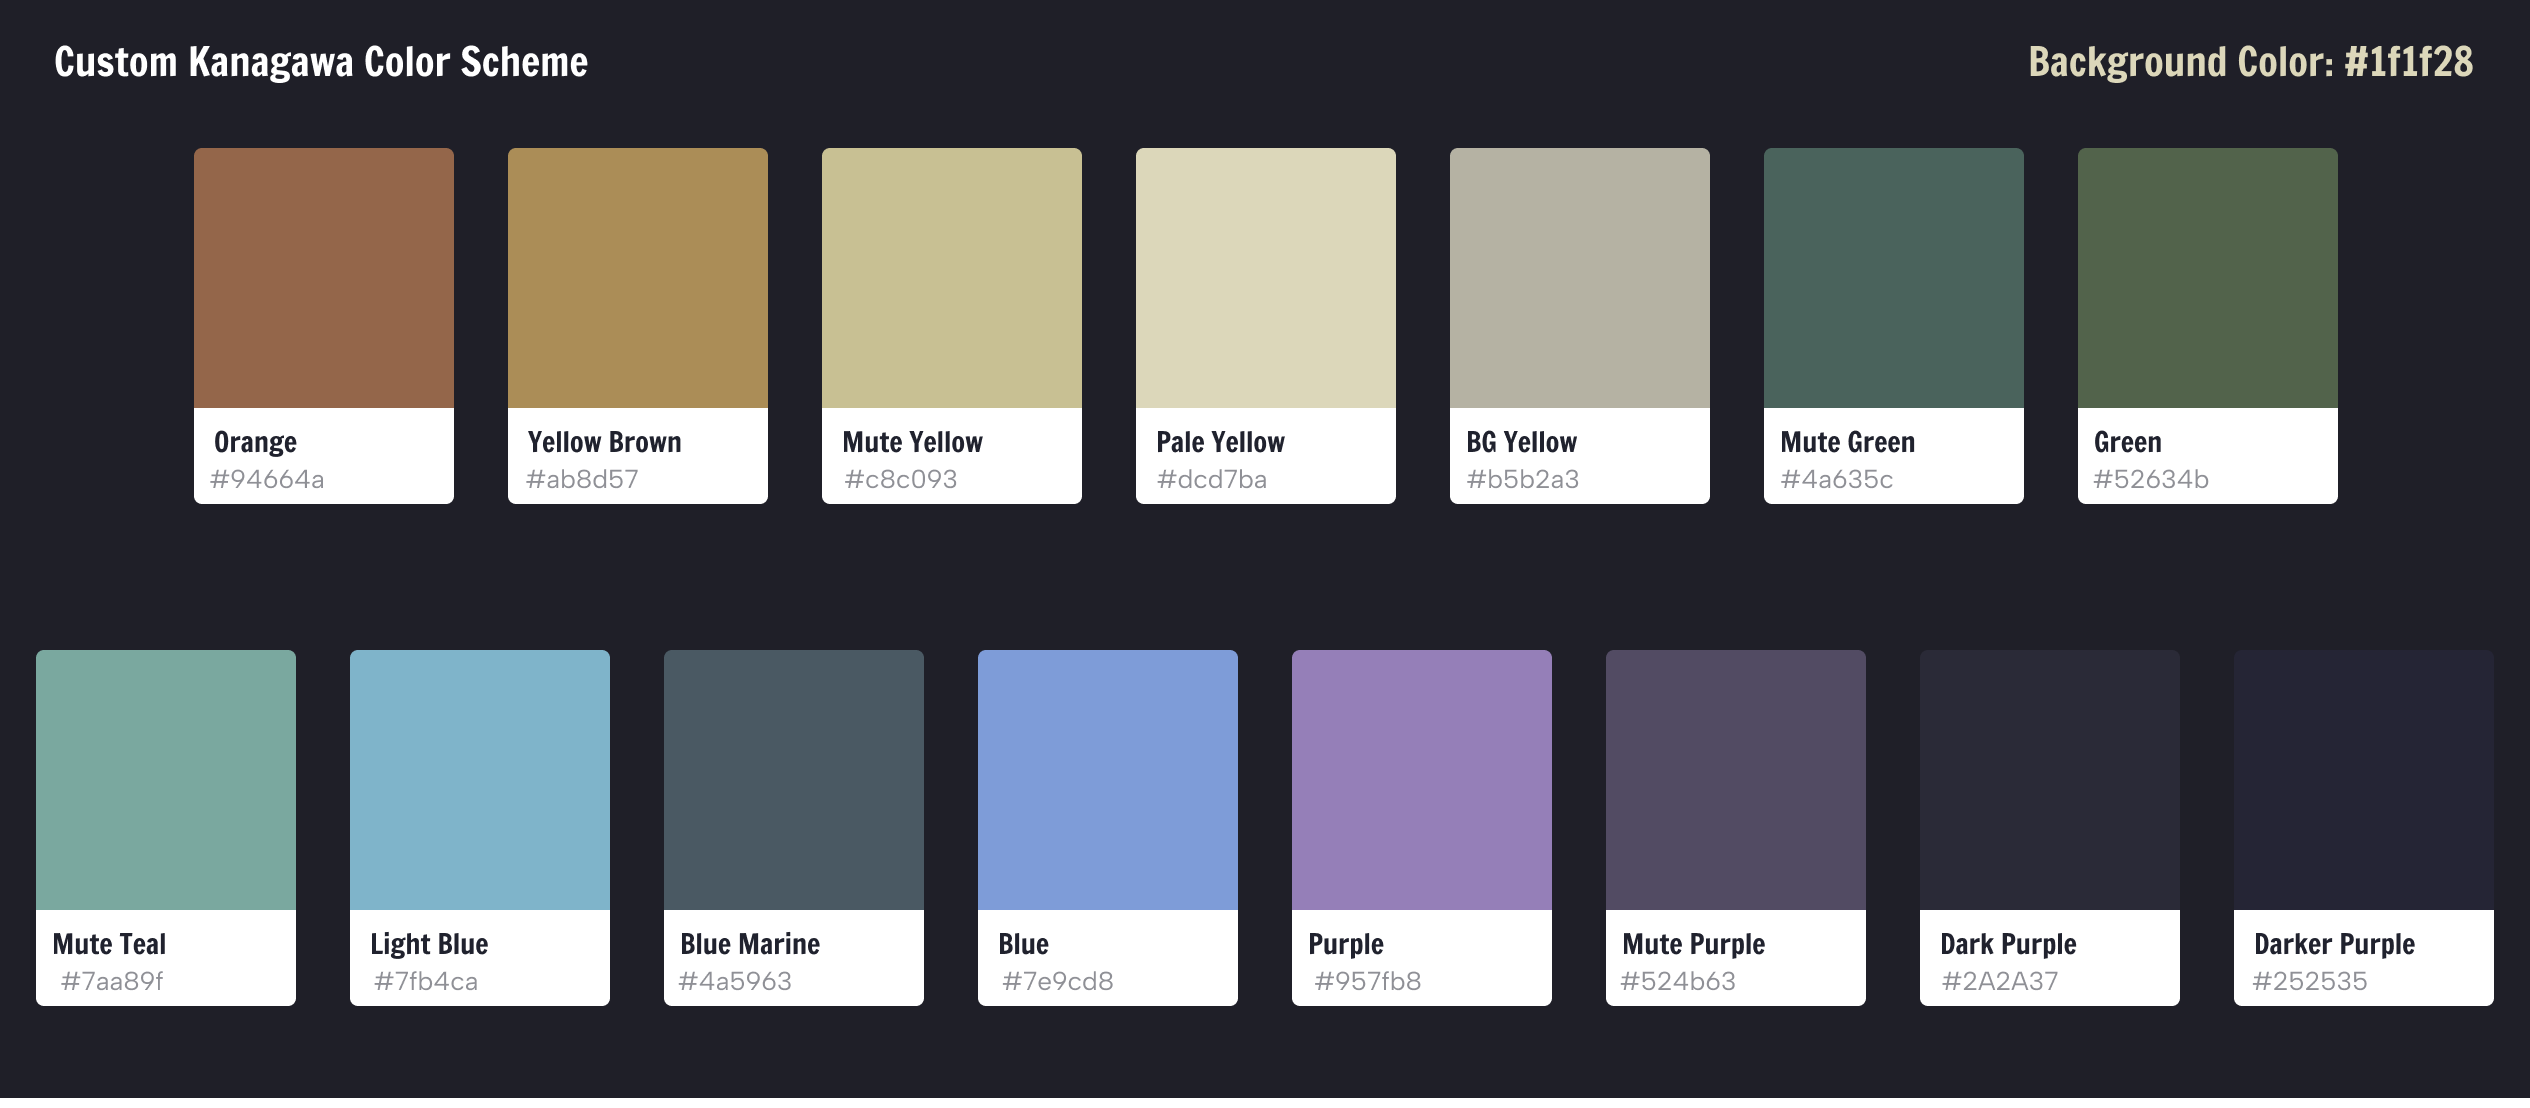 Custom Kanagawa Color Scheme
Background Color: #1f1f28
Orange
#94664a
Yellow Brown
#ab8d57
Mute Yellow
#c8c093
Pale Yellow
#dcd7ba
BG Yellow
#b5b2a3
Mute Green
#4a635c
Green
#52634b
Mute Teal
#7aa89f
Light Blue
#7fb4ca
Blue Marine
#4a5963
Blue
#7e9cd8
Purple
#957fb8
Mute Purple
#524b63
Dark Purple
#2A2A37
Darker Purple
#252535